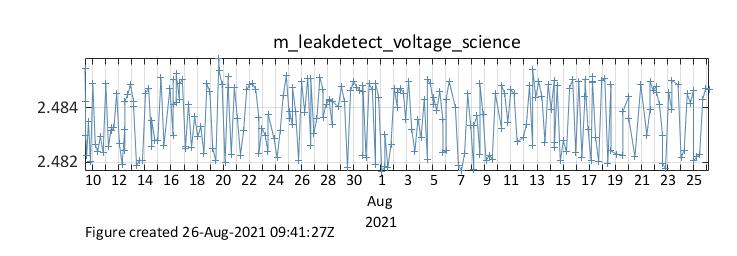 m_leakdetect_voltage_science
2.484
2.482
10 12 14 16 18 20 22 24 26 28 30 1 3 5 7 9 11 13 15 17 19 21 23 25
Aug
2021
Figure created 26-Aug-2021 09:41:27Z